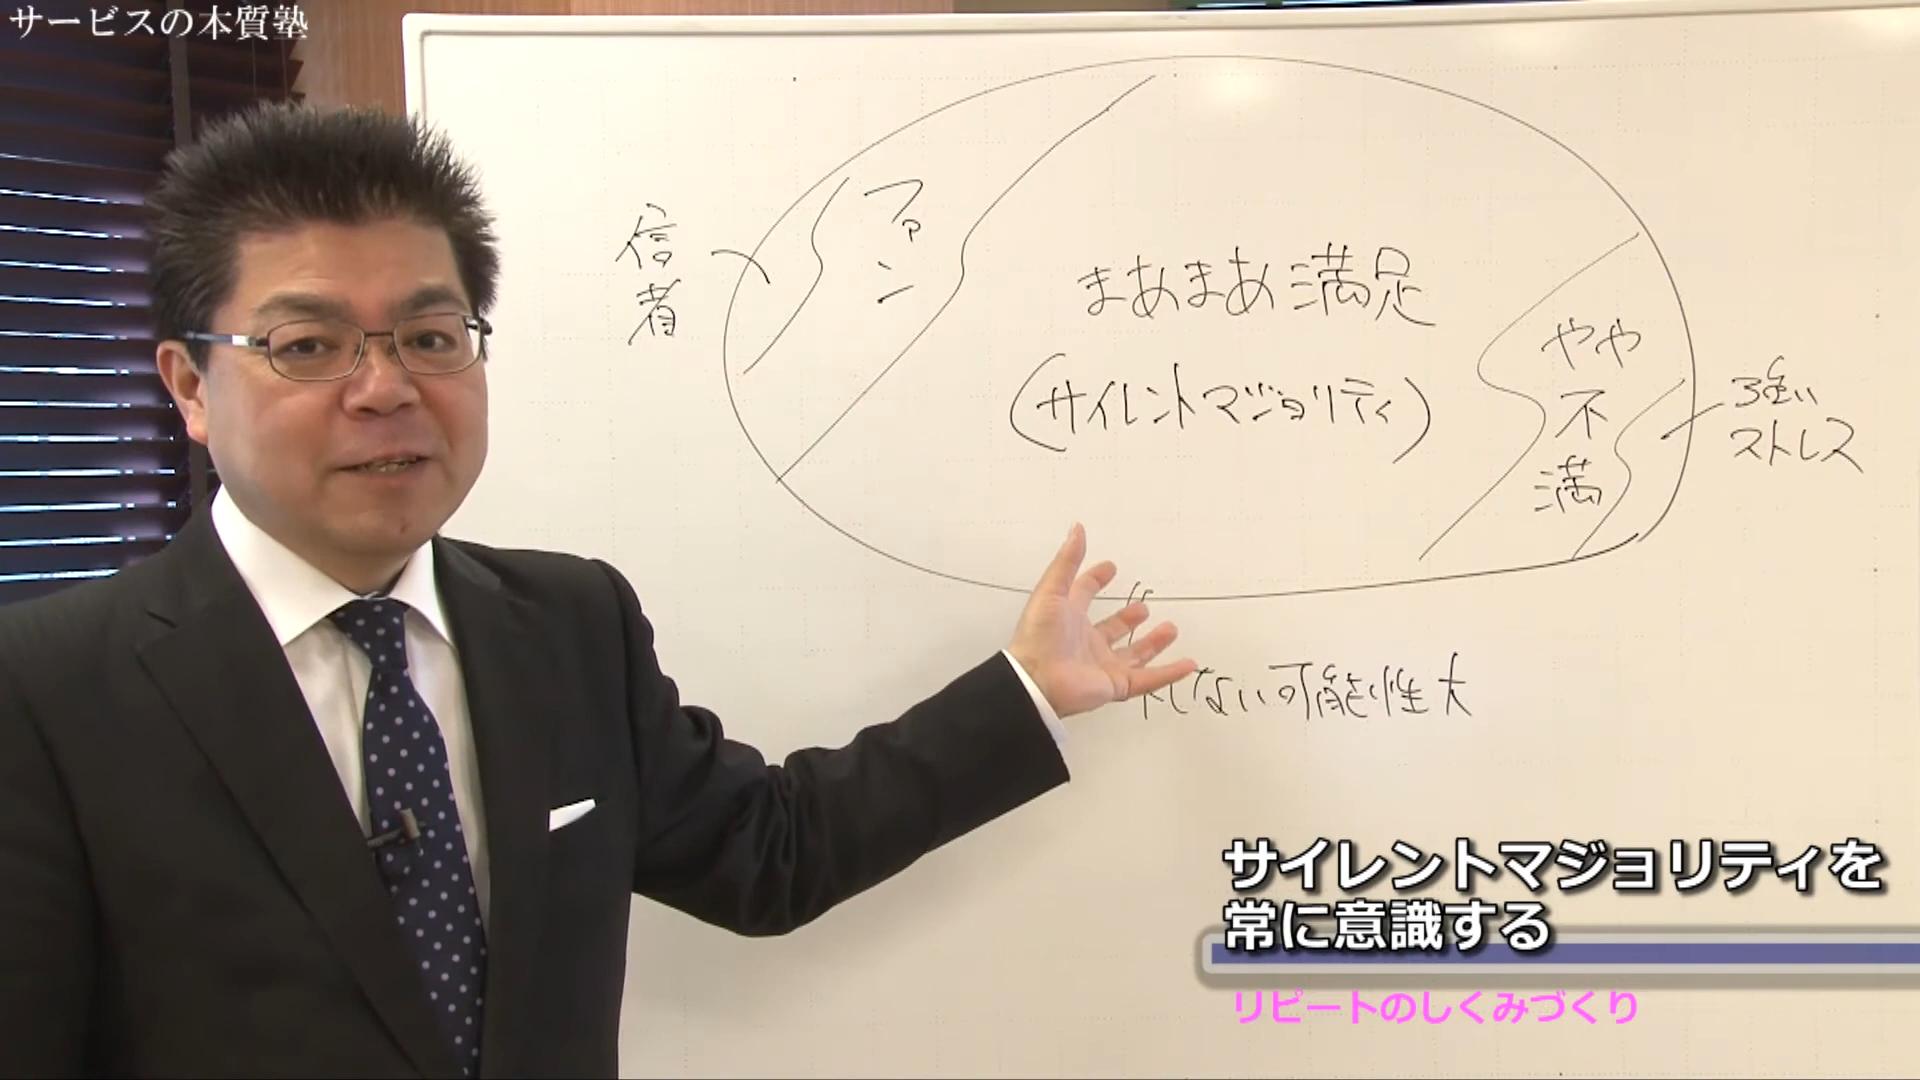 サービスの本質塾
信者
ファン
まあまあ満足
(サイレントマジョリティ)
やや不満
強いストレス
しない可能性大
サイレントマジョリティを
常に意識する
リピートのしくみづくり